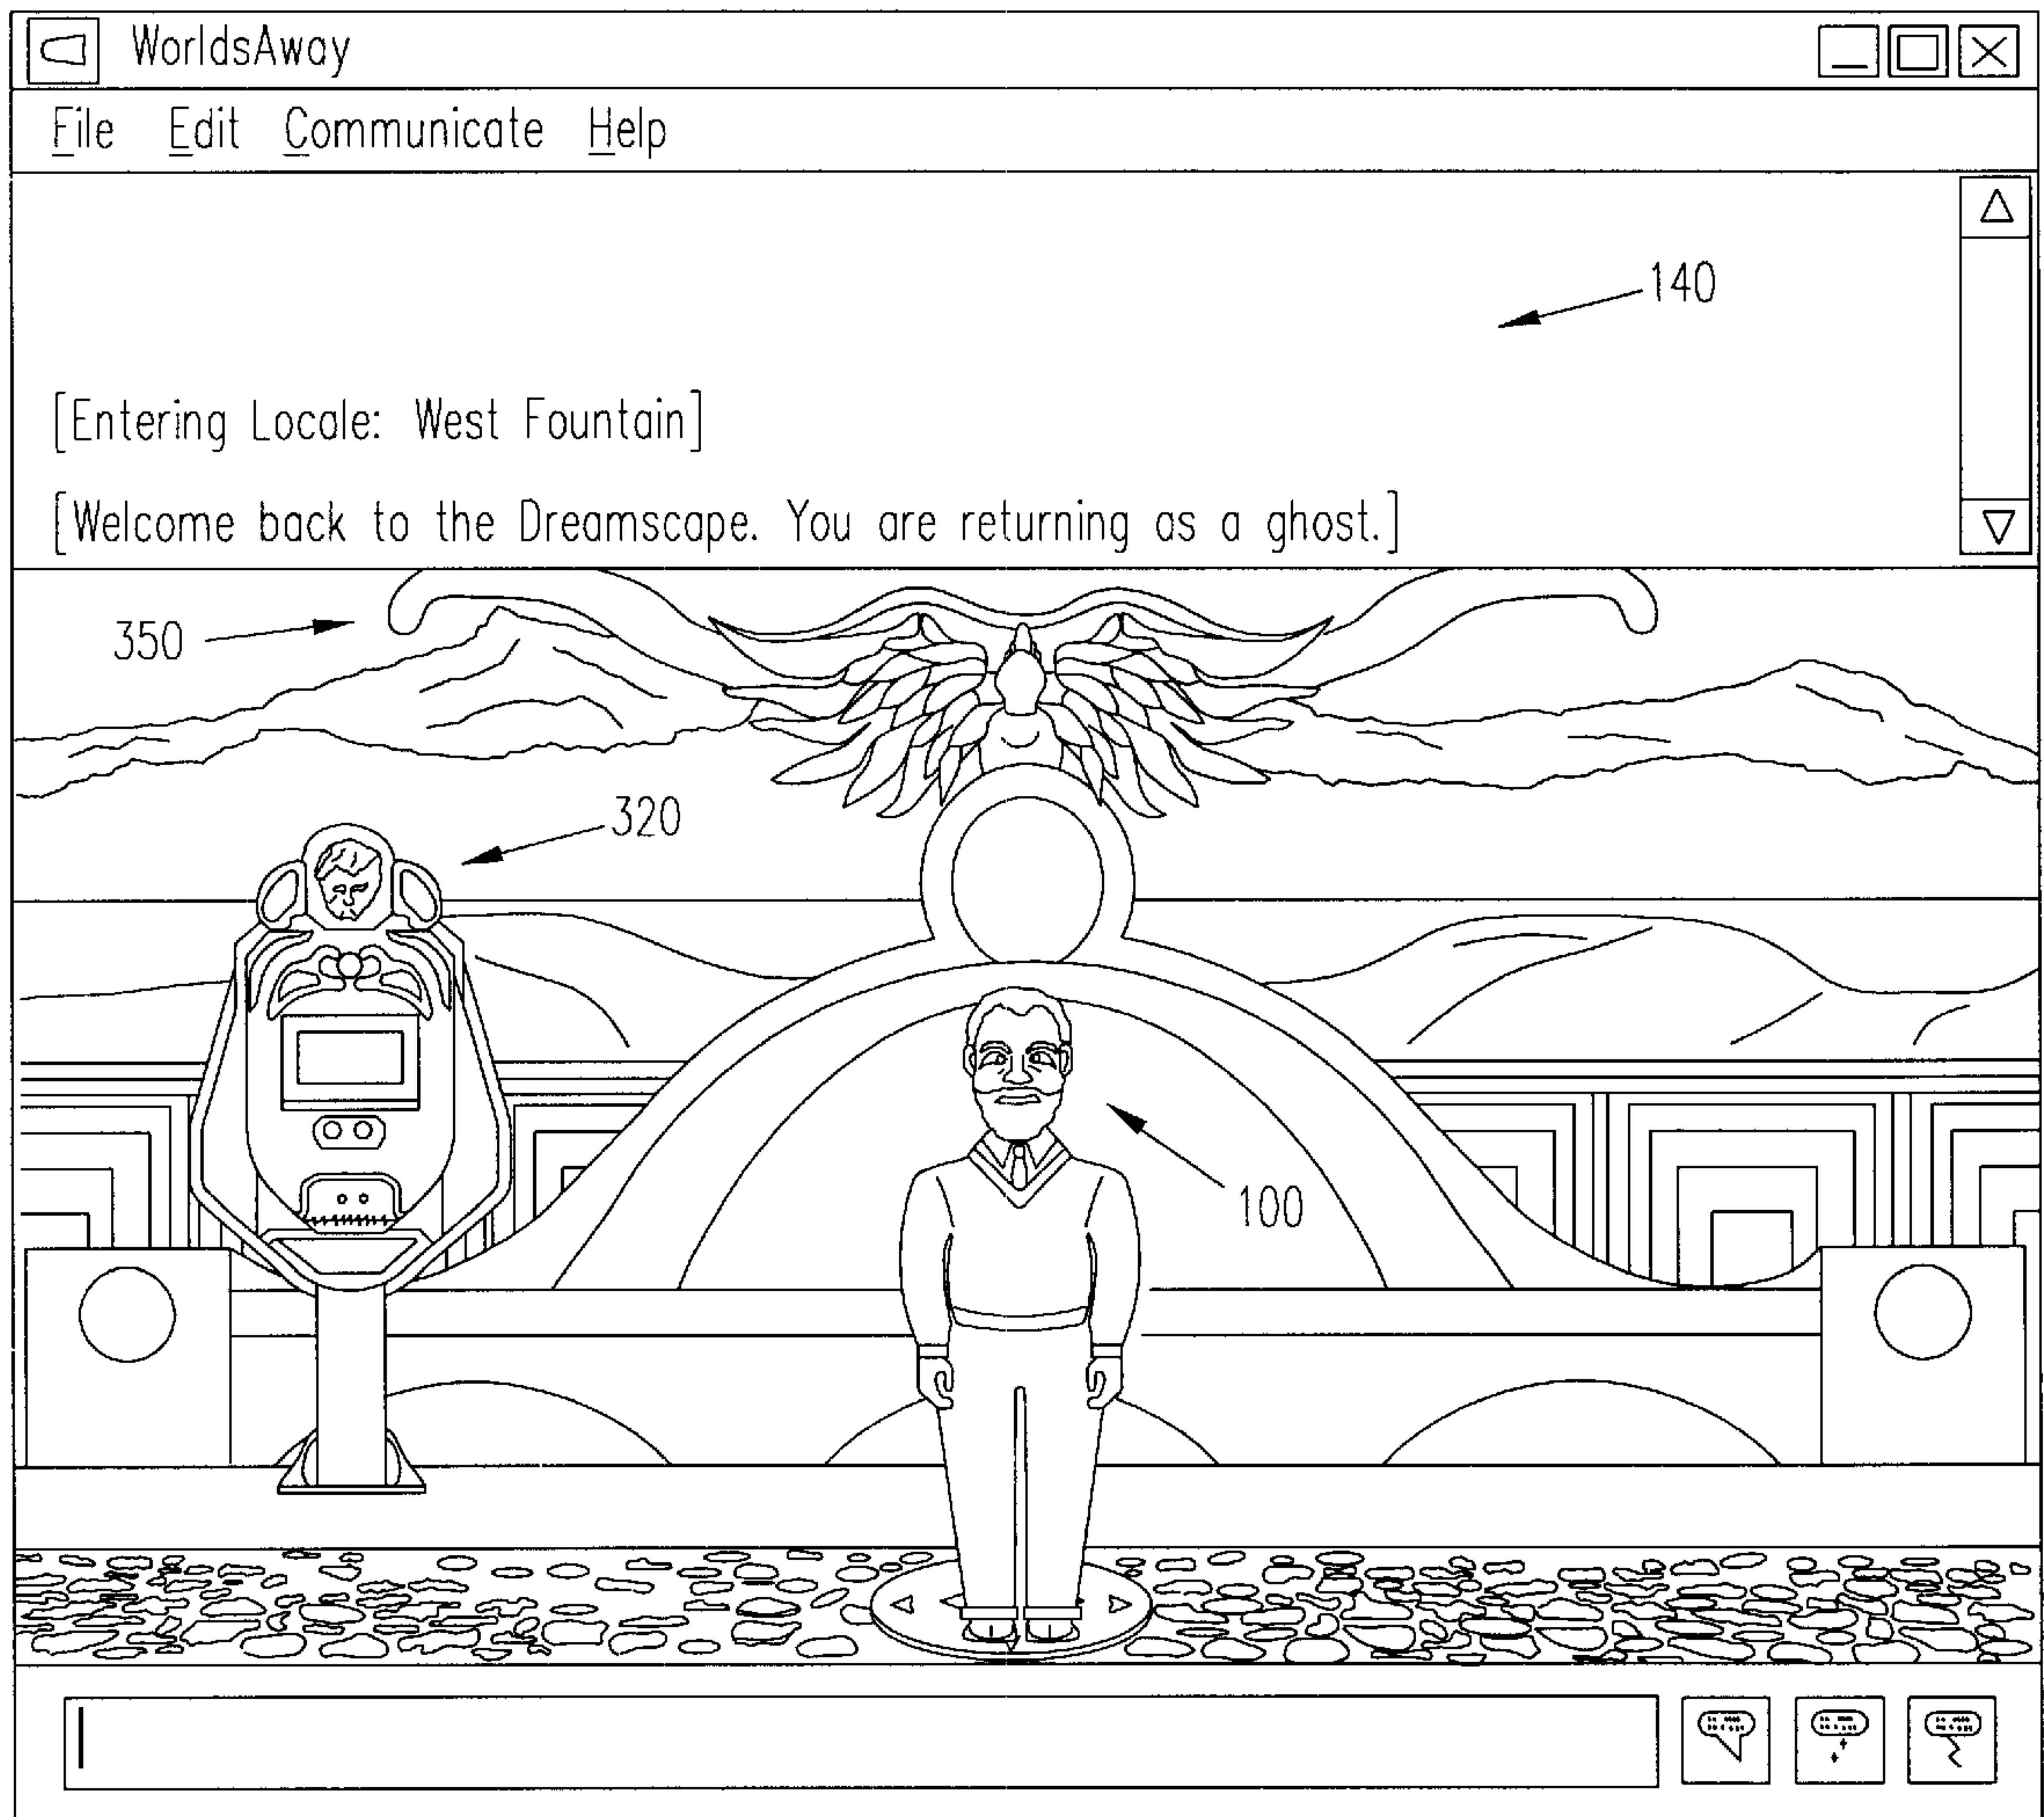 WorldsAway
File Edit Communicate Help
140
[Entering Locale: West Fountain]
[Welcome back to the Dreamscape. You are returning as a ghost.]
350
320
100